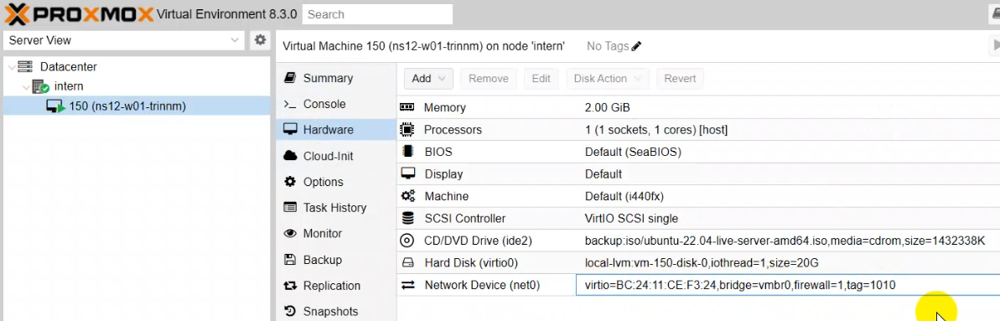 PROXMOX Virtual Environment 8.3.0 Search
Server View
Datacenter
intern
150 (ns12-w01-trinnm)
Virtual Machine 150 (ns12-w01-trinnm) on node 'intern' No Tags
Summary
Console
Hardware
Cloud-Init
Options
Task History
Monitor
Backup
Replication
Snapshots
Add Remove Edit Disk Action Revert
Memory 2.00 GiB
Processors 1 (1 sockets, 1 cores) [host]
BIOS Default (SeaBIOS)
Display Default
Machine Default (i440fx)
SCSI Controller VirtIO SCSI single
CD/DVD Drive (ide2) backup:iso/ubuntu-22.04-live-server-amd64.iso,media=cdrom,size=1432338K
Hard Disk (virtio0) local-lvm:vm-150-disk-0,iothread=1,size=20G
Network Device (net0) virtio=BC:24:11:CE:F3:24,bridge=vmbr0,firewall=1,tag=1010